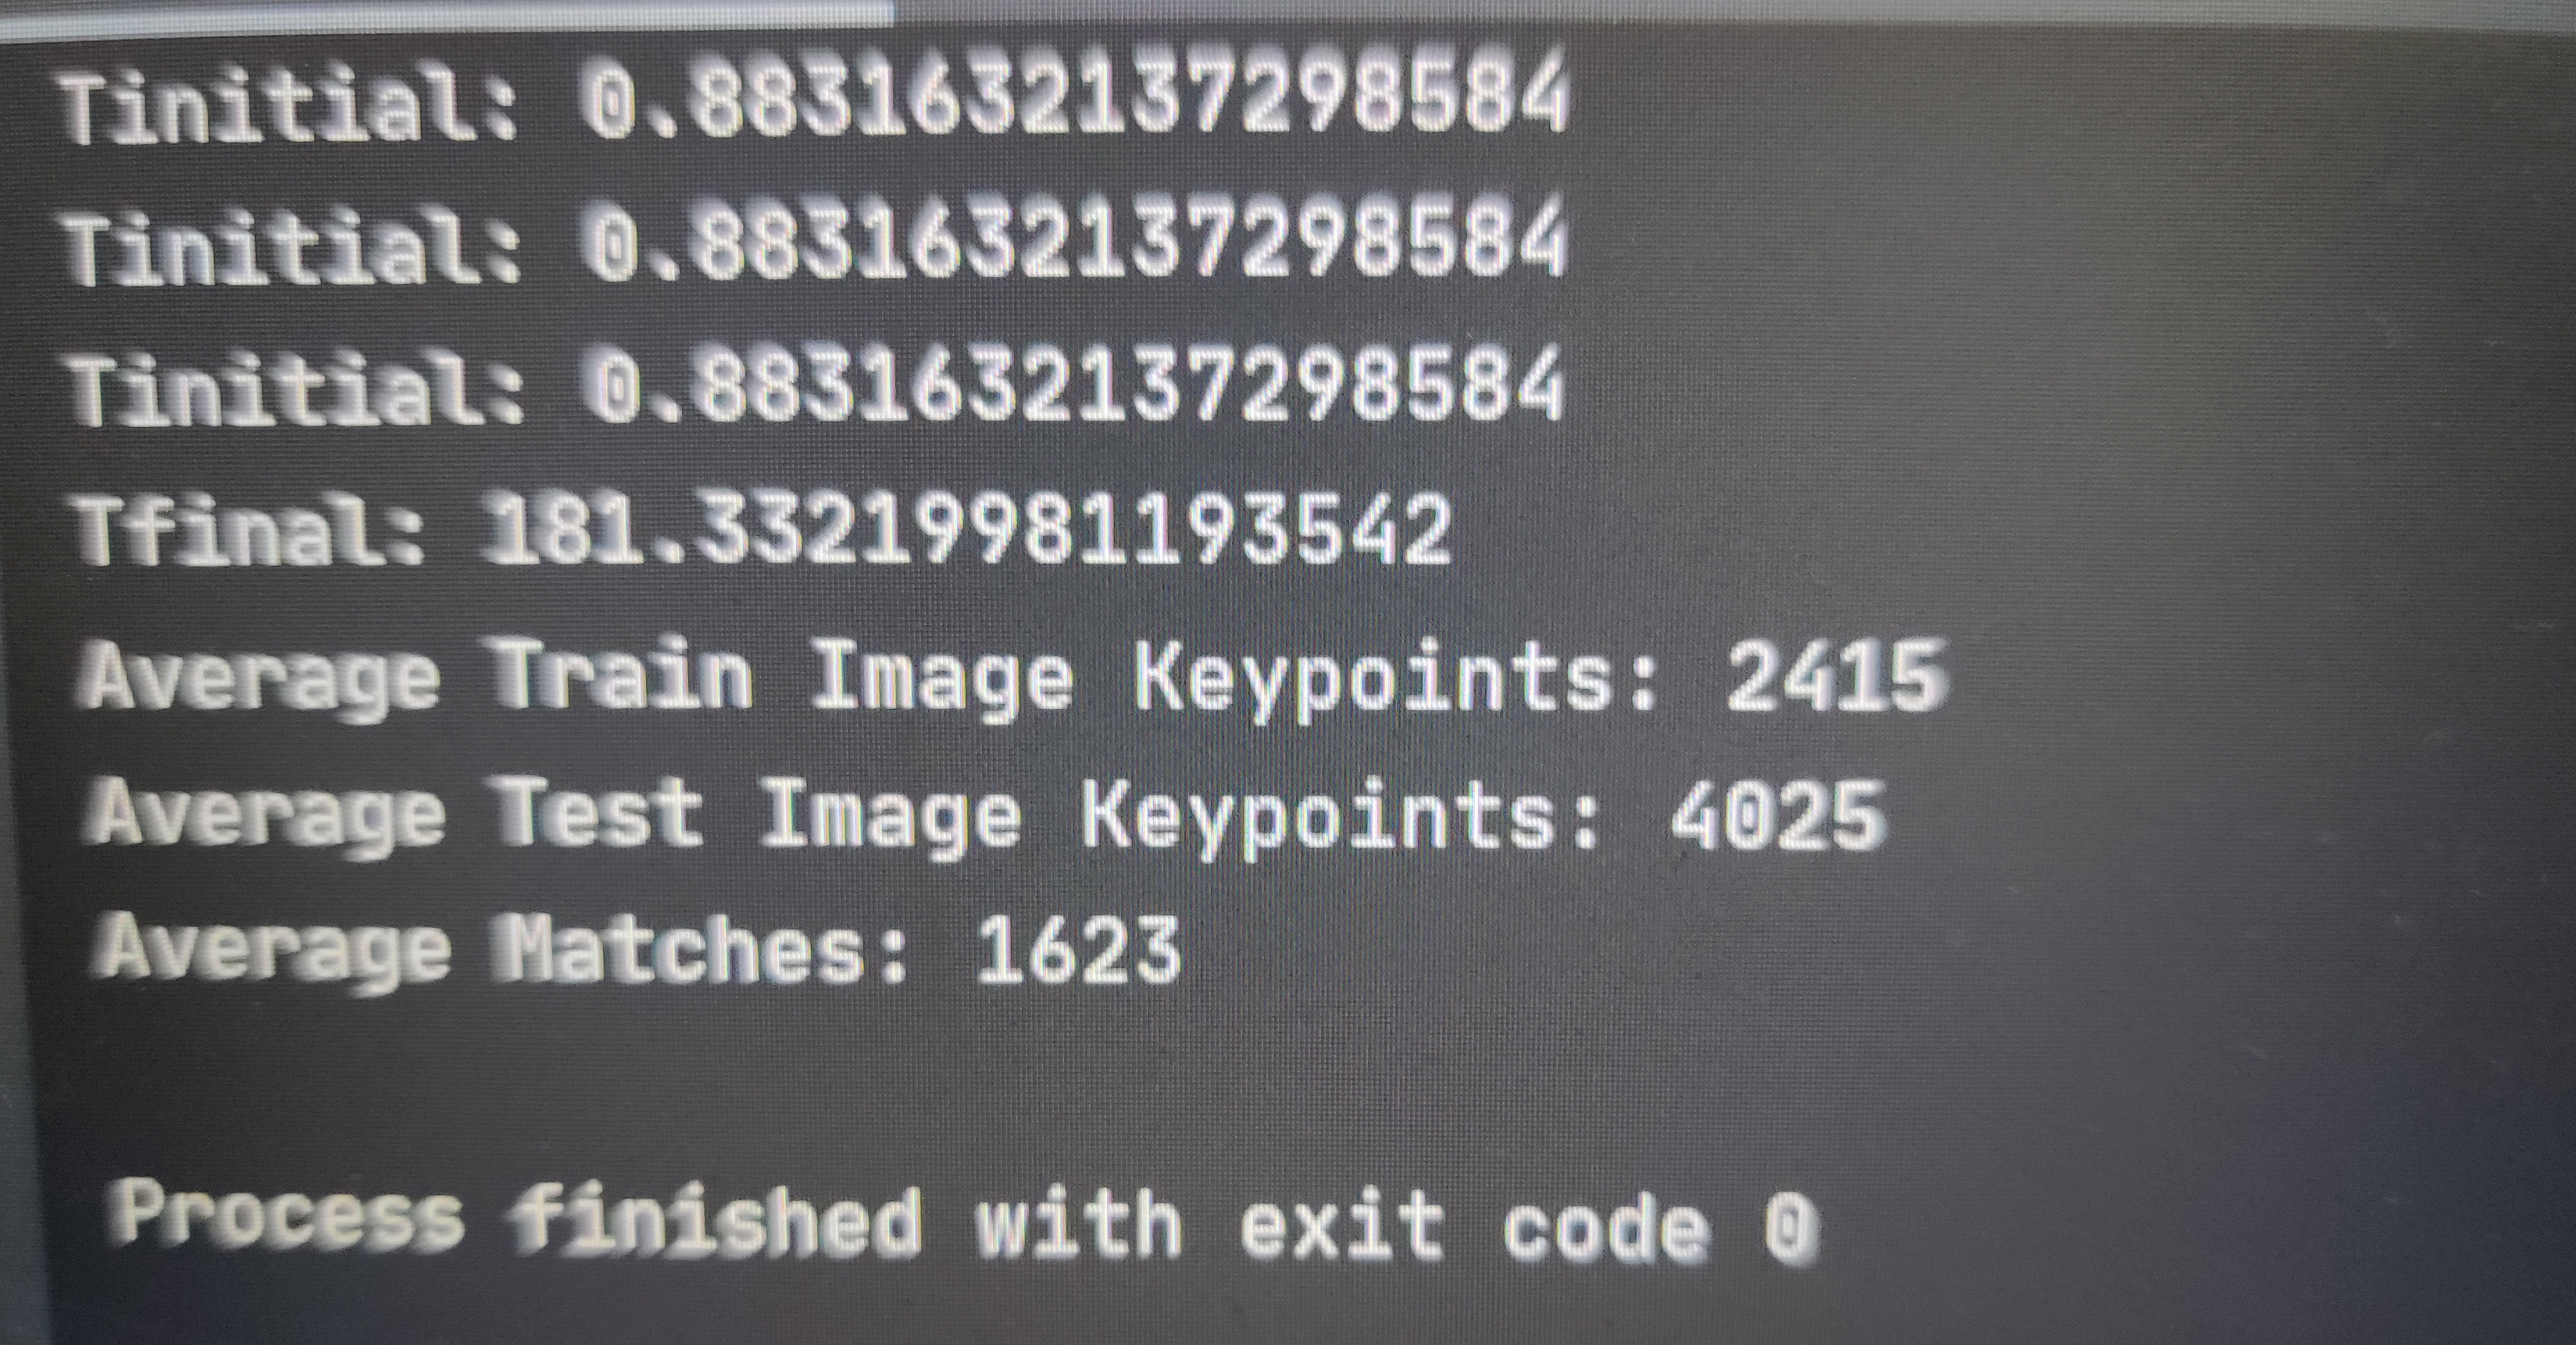 Tinitial: 0.8831632137298584
Tinitial: 0.8831632137298584
Tinitial: 0.8831632137298584
Tfinal: 181.33219981193542
Average Train Image Keypoints: 2415
Average Test Image Keypoints: 4025
Average Matches: 1623
Process finished with exit code 0